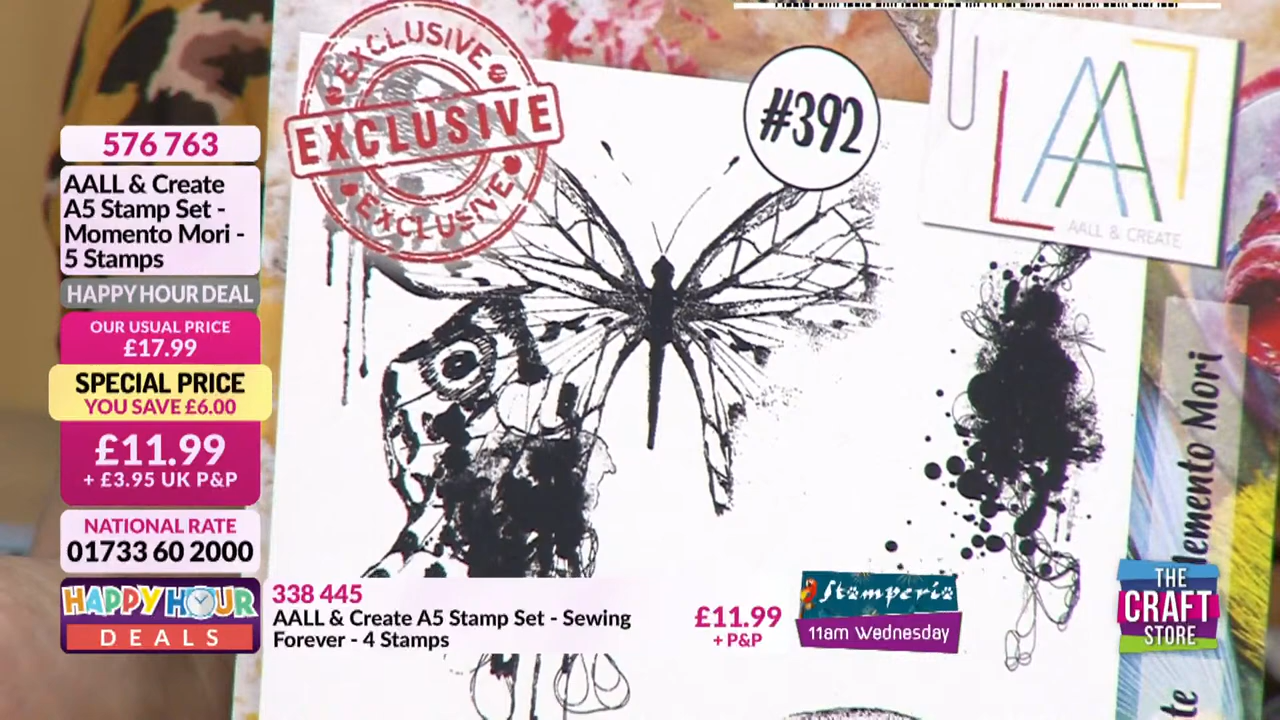 576 763
AALL & Create
A5 Stamp Set -
Momento Mori -
5 Stamps
HAPPY HOUR DEAL
OUR USUAL PRICE
£17.99
SPECIAL PRICE
YOU SAVE £6.00
£11.99
+ £3.95 UK P&P
NATIONAL RATE
01733 60 2000
HAPPY HOUR
DEALS
EXCLUSIVE
EXCLUSIVE
EXCLUSIVE
#392
AA
AALL & CREATE
338 445
AALL & Create A5 Stamp Set - Sewing
Forever - 4 Stamps
£11.99
+ P&P
Stamperia
11am Wednesday
THE
CRAFT
STORE